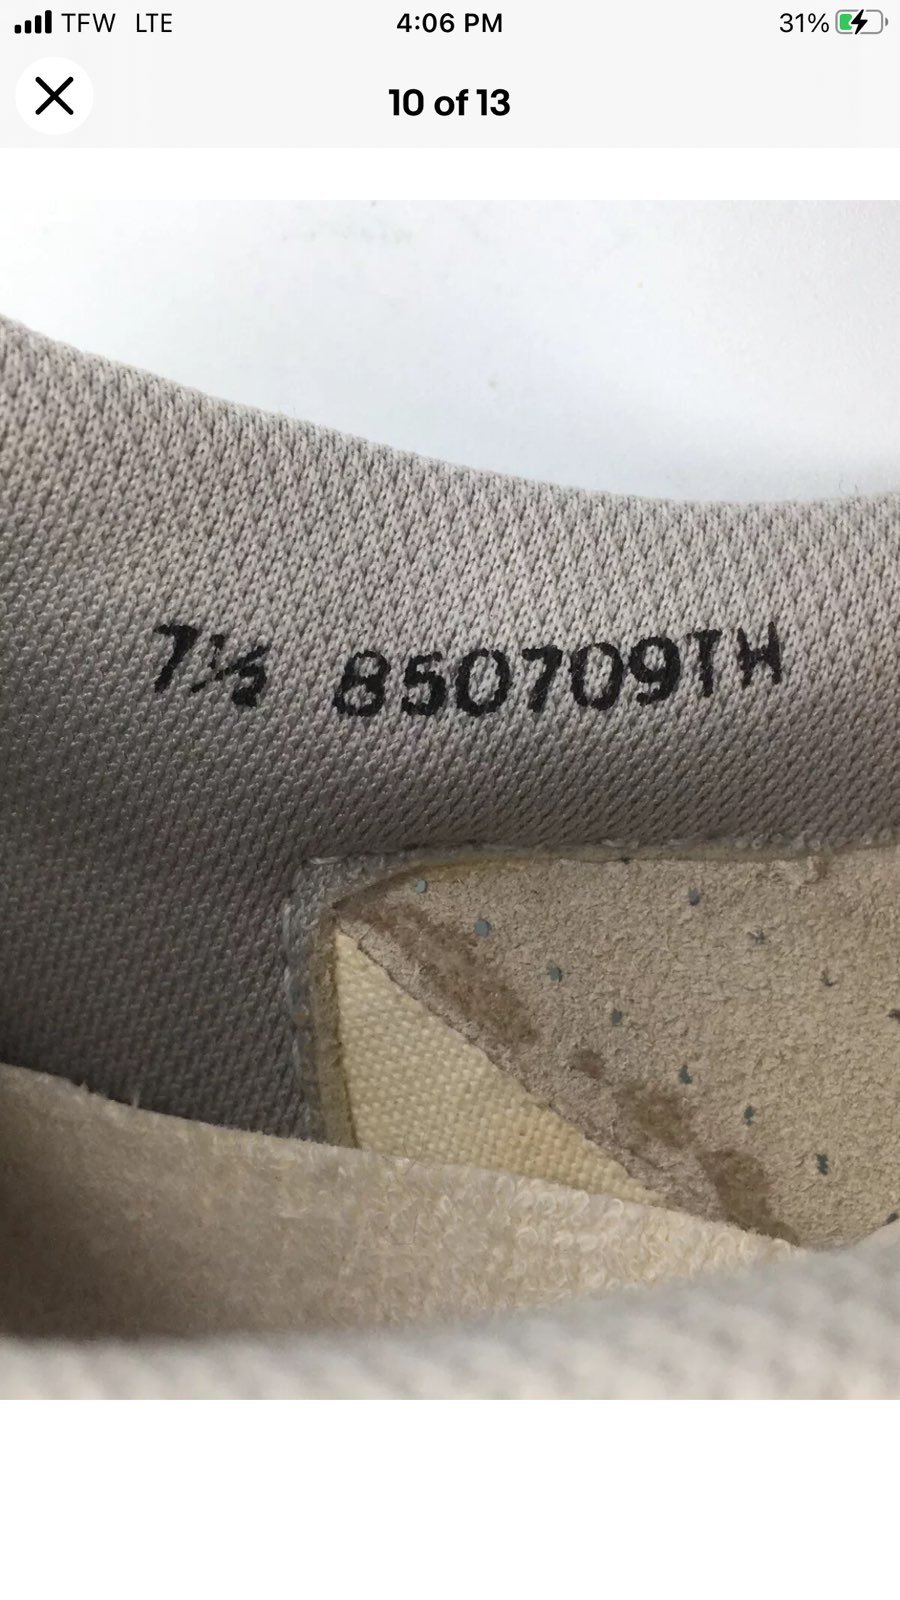 TFW LTE 4:06 PM 31%
10 of 13
7½ 850709TH